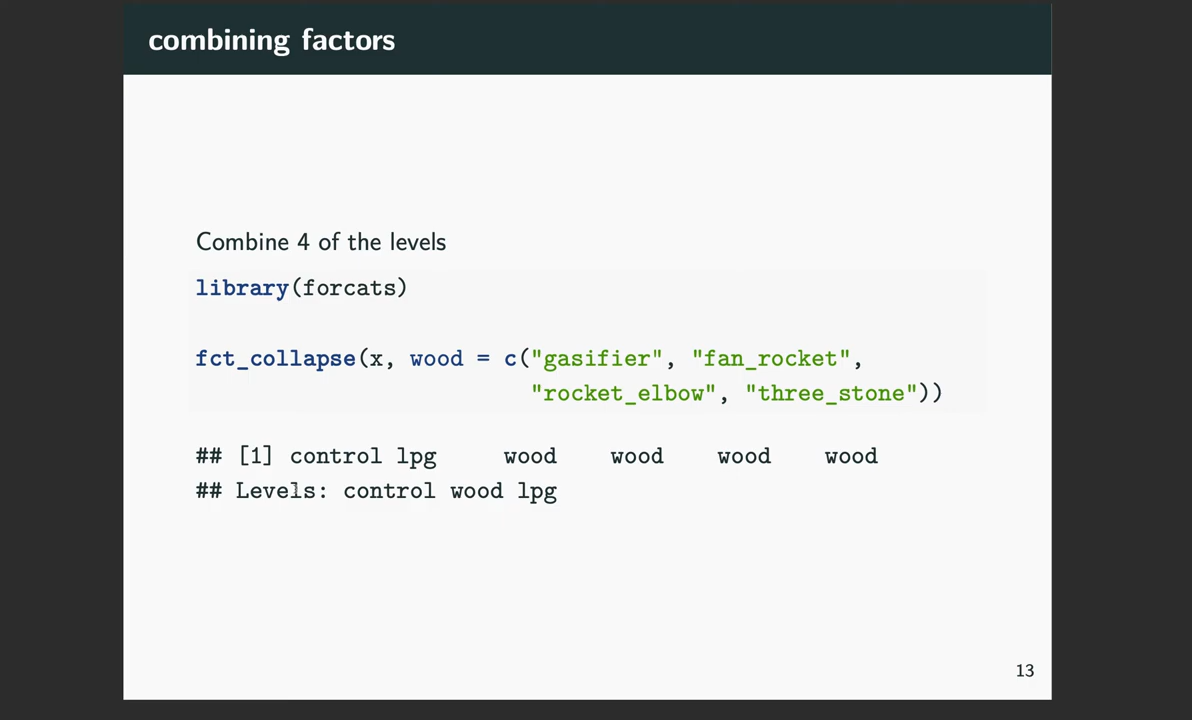 combining factors
Combine 4 of the levels
library(forcats)
fct_collapse(x, wood = c("gasifier", "fan_rocket",
"rocket_elbow", "three_stone"))
## [1] control lpg     wood    wood    wood    wood
## Levels: control wood lpg
13